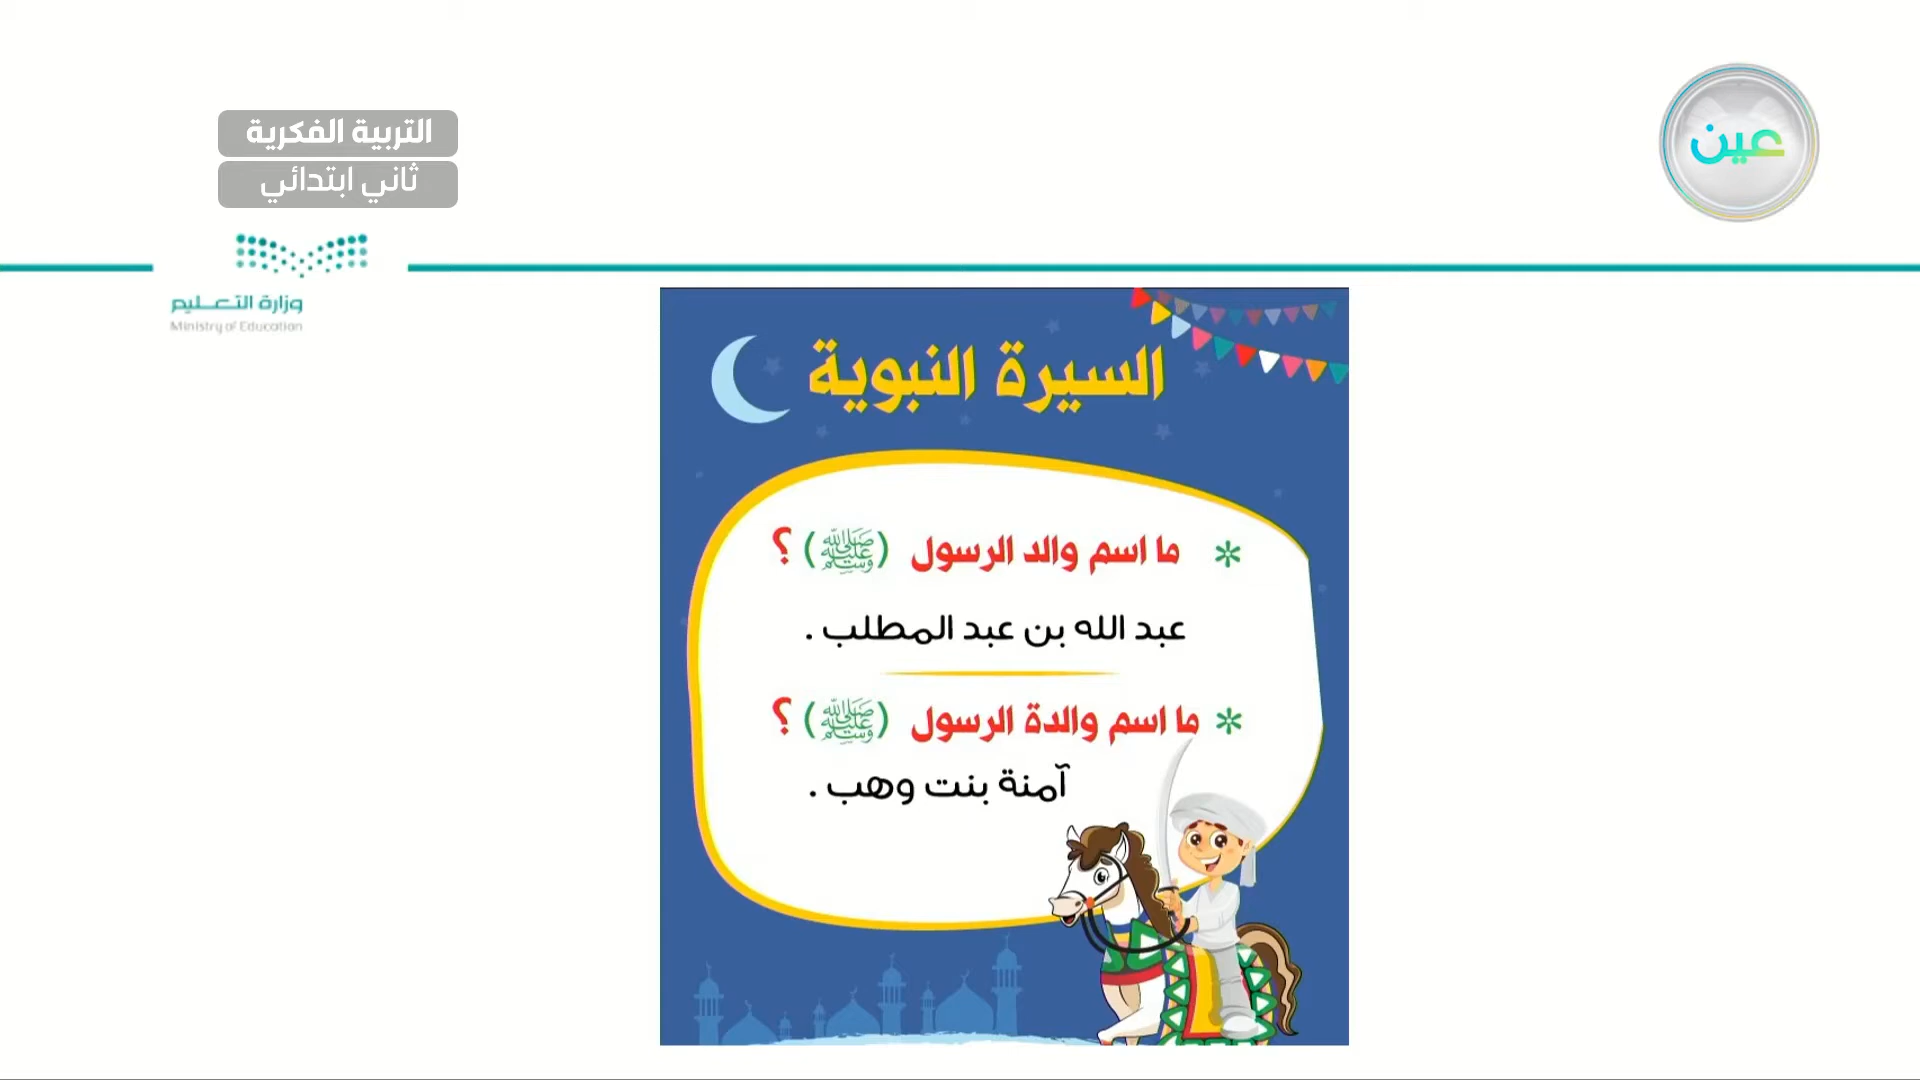 التربية الفكرية
ثاني ابتدائي
عين
وزارة التعليم
Ministry of Education
السيرة النبوية
* ما اسم والد الرسول (ﷺ) ؟
عبد الله بن عبد المطلب .
* ما اسم والدة الرسول (ﷺ) ؟
آمنة بنت وهب .